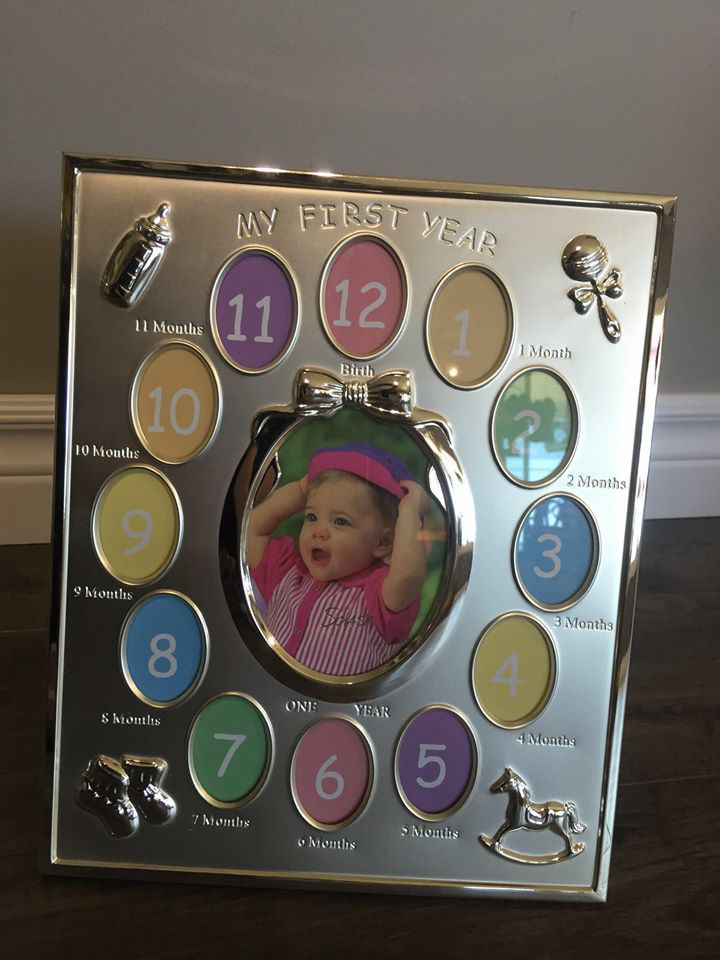 MY FIRST YEAR
12
Birth
1
1 Month
2
2 Months
3
3 Months
4
4 Months
5
5 Months
6
6 Months
7
7 Months
8
8 Months
9
9 Months
10
10 Months
11
11 Months
Splash
ONE YEAR